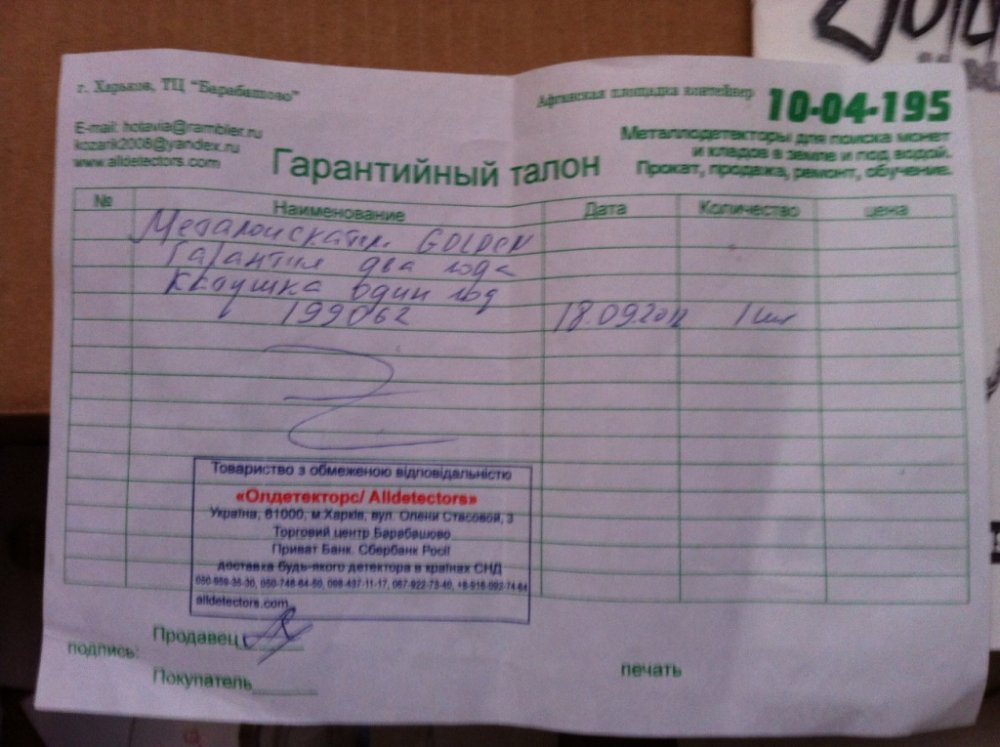 г. Харьков, ТЦ "Барабашово"
Афганская площадка контейнер 10-04-195
E-mail: hotavia@rambler.ru
kozarik2008@yandex.ru
www.alldetectors.com
Металлодетекторы для поиска монет
и кладов в земле и под водой.
Прокат, продажа, ремонт, обучение.
Гарантийный талон
№ Наименование Дата Количество цена
Металоискатель GOLDEN
Гарантия два года
Катушка один год
199062 18.09.2012 1 шт
Товариство з обмеженою відповідальністю
«Олдетекторс/ Alldetectors»
Україна, 61000, м.Харків, вул. Олени Стасовой, 3
Торговий центр Барабашово
Приват Банк. Сбербанк Росії
доставка будь-якого детектора в країнах СНД
alldetectors.com
подпись:
Продавец
Покупатель
печать